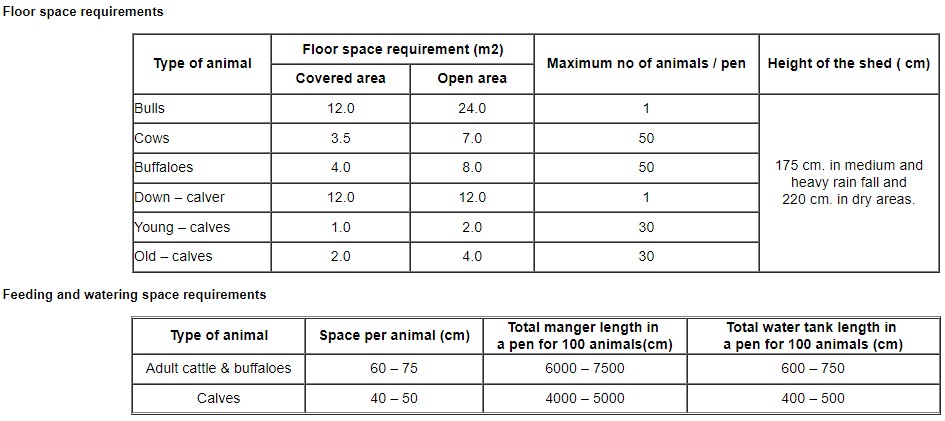 Floor space requirements
Type of animal Floor space requirement (m2) Maximum no of animals / pen Height of the shed ( cm)
Covered area Open area
Bulls 12.0 24.0 1
Cows 3.5 7.0 50
Buffaloes 4.0 8.0 50
Down – calver 12.0 12.0 1
Young – calves 1.0 2.0 30
Old – calves 2.0 4.0 30
175 cm. in medium and
heavy rain fall and
220 cm. in dry areas.
Feeding and watering space requirements
Type of animal Space per animal (cm) Total manger length in
a pen for 100 animals(cm) Total water tank length in
a pen for 100 animals (cm)
Adult cattle & buffaloes 60 – 75 6000 – 7500 600 – 750
Calves 40 – 50 4000 – 5000 400 – 500